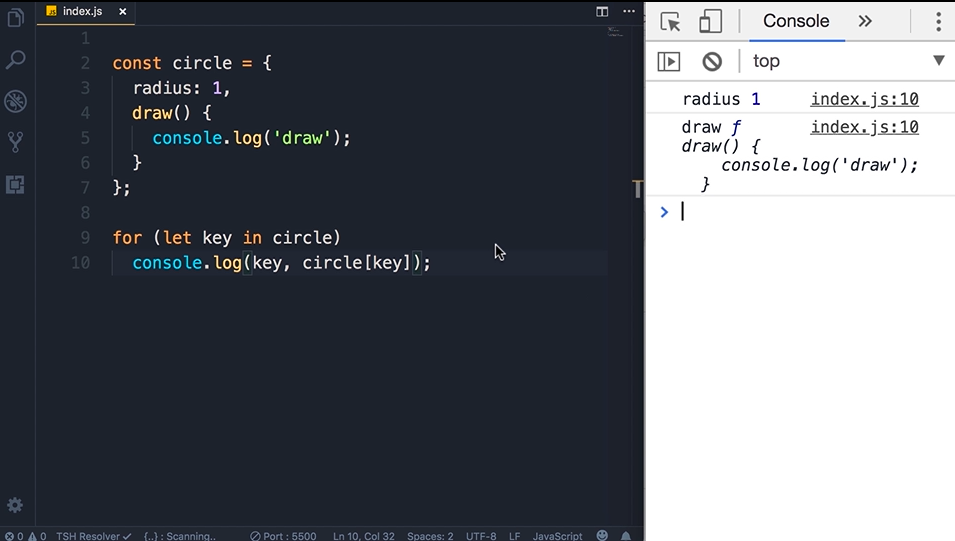 index.js ×
1
2 const circle = {
3 radius: 1,
4 draw() {
5 console.log('draw');
6 }
7 };
8
9 for (let key in circle)
10 console.log(key, circle[key]);
0 0 TSH Resolver ✓ {..} : Scanning.. Port : 5500 Ln 10, Col 32 Spaces: 2 UTF-8 LF JavaScript
Console »
top ▼
radius 1 index.js:10
draw ƒ index.js:10
draw() {
console.log('draw');
}
>